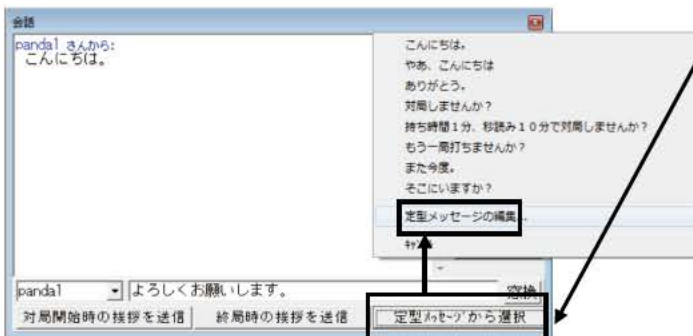 会話
panda1 さんから:
こんにちは。
こんにちは。
やあ、こんにちは
ありがとう。
対局しませんか？
持ち時間１分、秒読み１０分で対局しませんか？
もう一局打ちませんか？
また今度。
そこにいますか？
定型メッセージの編集...
panda1
よろしくお願いします。
窓換
対局開始時の挨拶を送信
終局時の挨拶を送信
定型ﾒｯｾｰｼﾞから選択